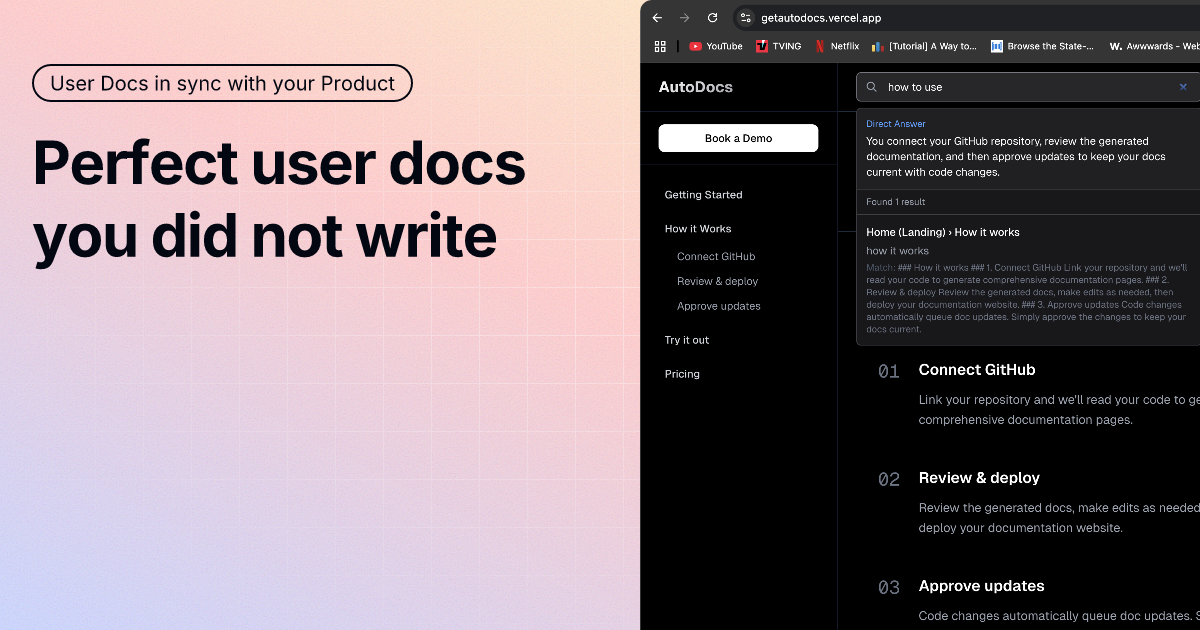 User Docs in sync with your Product
Perfect user docs
you did not write
getautodocs.vercel.app
YouTube
TVING
Netflix
[Tutorial] A Way to...
Browse the State-...
W. Awwwards - Web
AutoDocs
Book a Demo
Getting Started
How it Works
Connect GitHub
Review & deploy
Approve updates
Try it out
Pricing
how to use
Direct Answer
You connect your GitHub repository, review the generated
documentation, and then approve updates to keep your docs
current with code changes.
Found 1 result
Home (Landing) › How it works
how it works
Match: ### How it works ### 1. Connect GitHub Link your repository and we'll
read your code to generate comprehensive documentation pages. ### 2.
Review & deploy Review the generated docs, make edits as needed, then
deploy your documentation website. ### 3. Approve updates Code changes
automatically queue doc updates. Simply approve the changes to keep your
docs current.
01
Connect GitHub
Link your repository and we'll read your code to ge
comprehensive documentation pages.
02
Review & deploy
Review the generated docs, make edits as needed
deploy your documentation website.
03
Approve updates
Code changes automatically queue doc updates. S